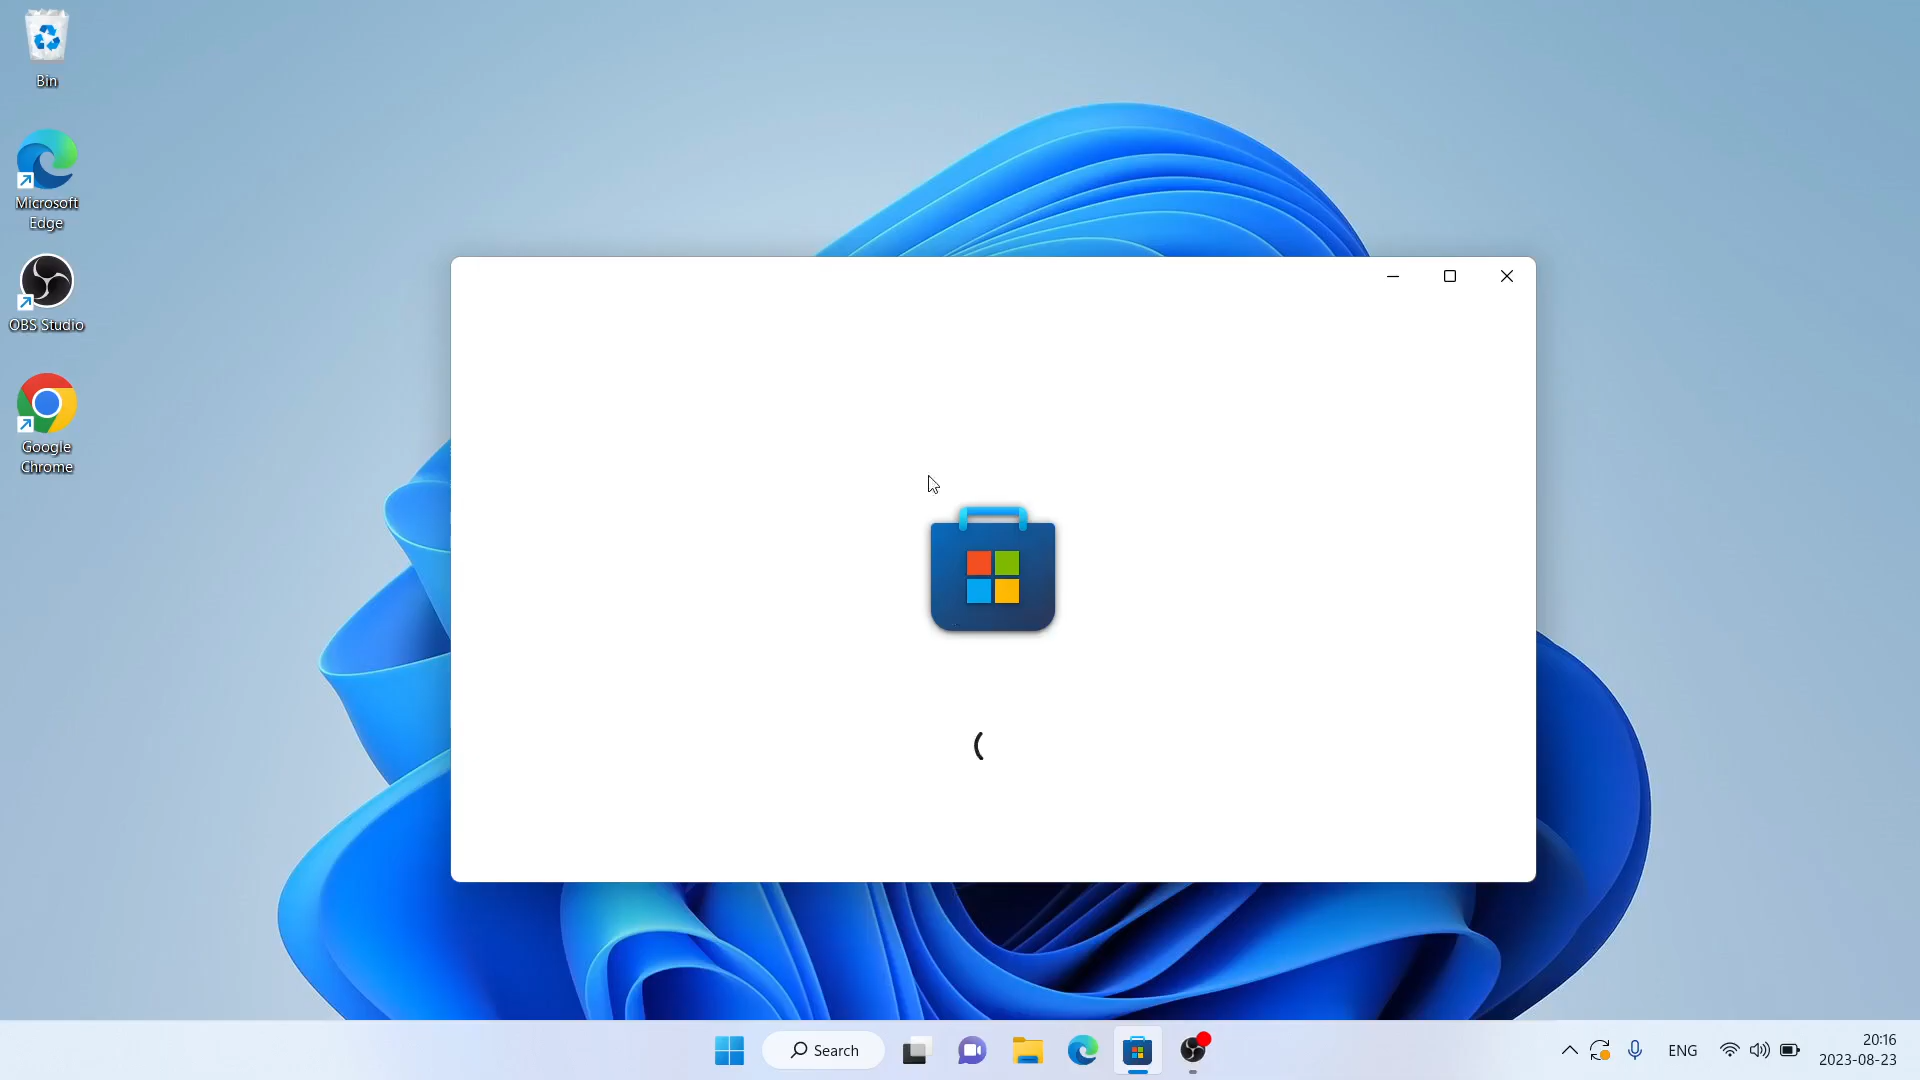 Bin
Microsoft
Edge
OBS Studio
Google
Chrome
Search
ENG
20:16
2023-08-23